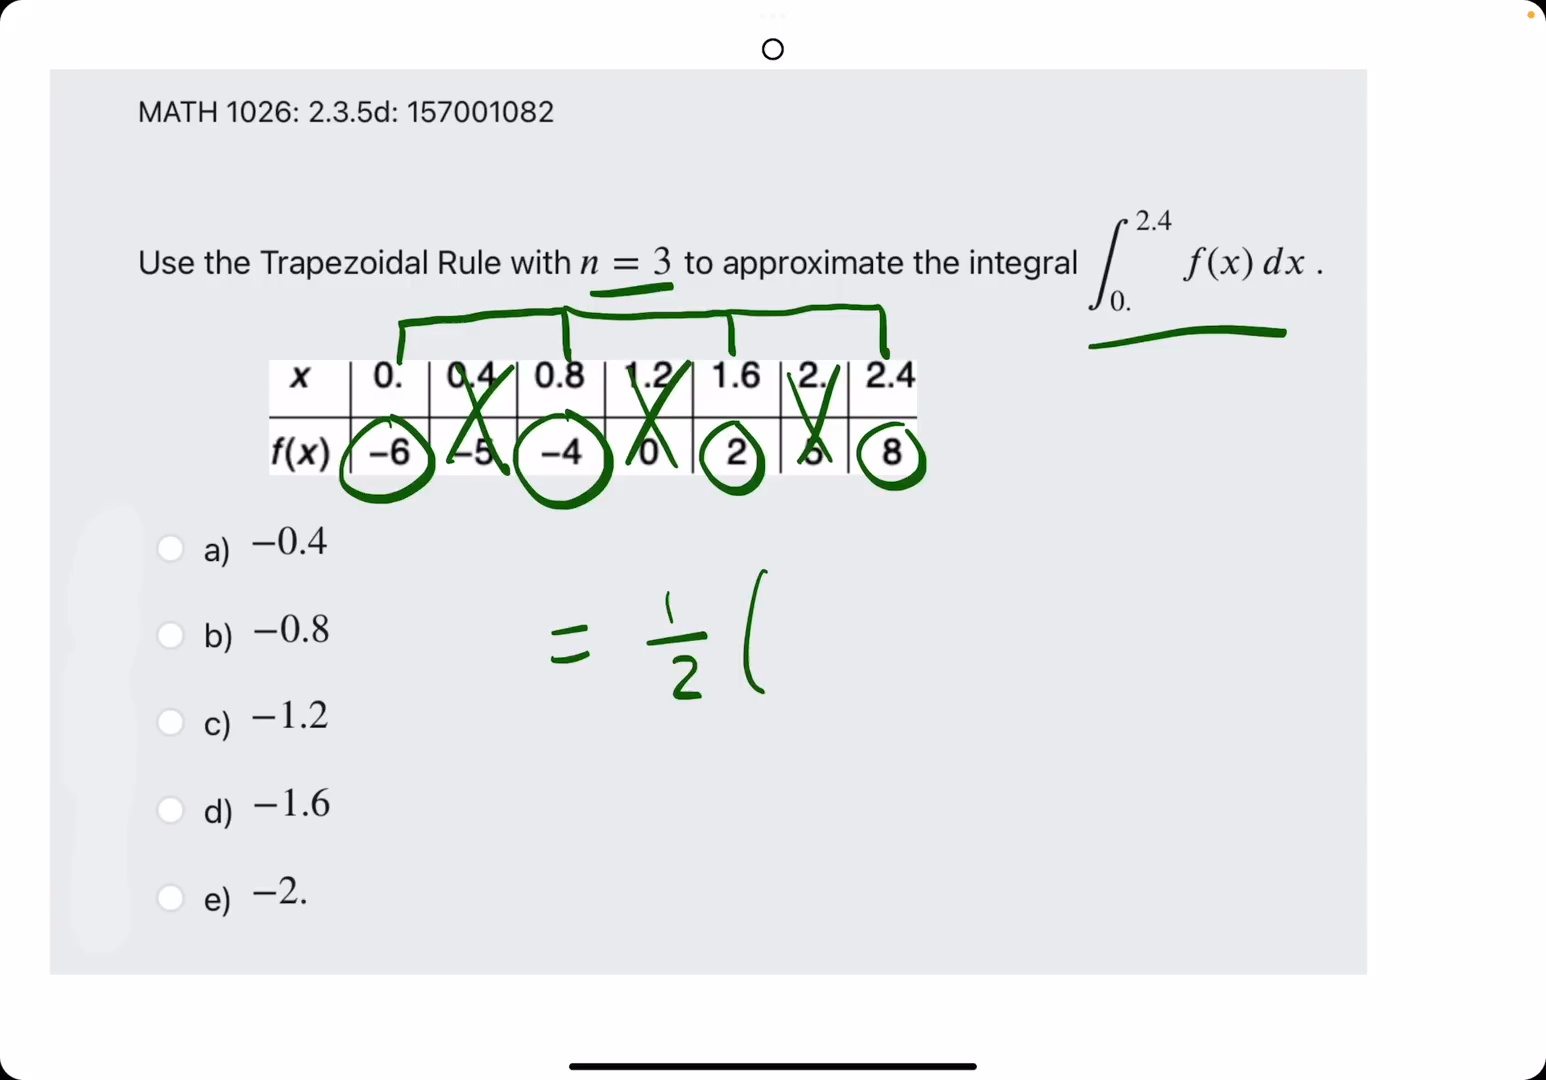 MATH 1026: 2.3.5d: 157001082
Use the Trapezoidal Rule with n = 3 to approximate the integral ∫_{0.}^{2.4} f(x) dx .
x | 0. | 0.4 | 0.8 | 1.2 | 1.6 | 2. | 2.4
f(x) | −6 | −5 | −4 | 0 | 2 | | 8
a) −0.4
b) −0.8
= 1/2 (
c) −1.2
d) −1.6
e) −2.